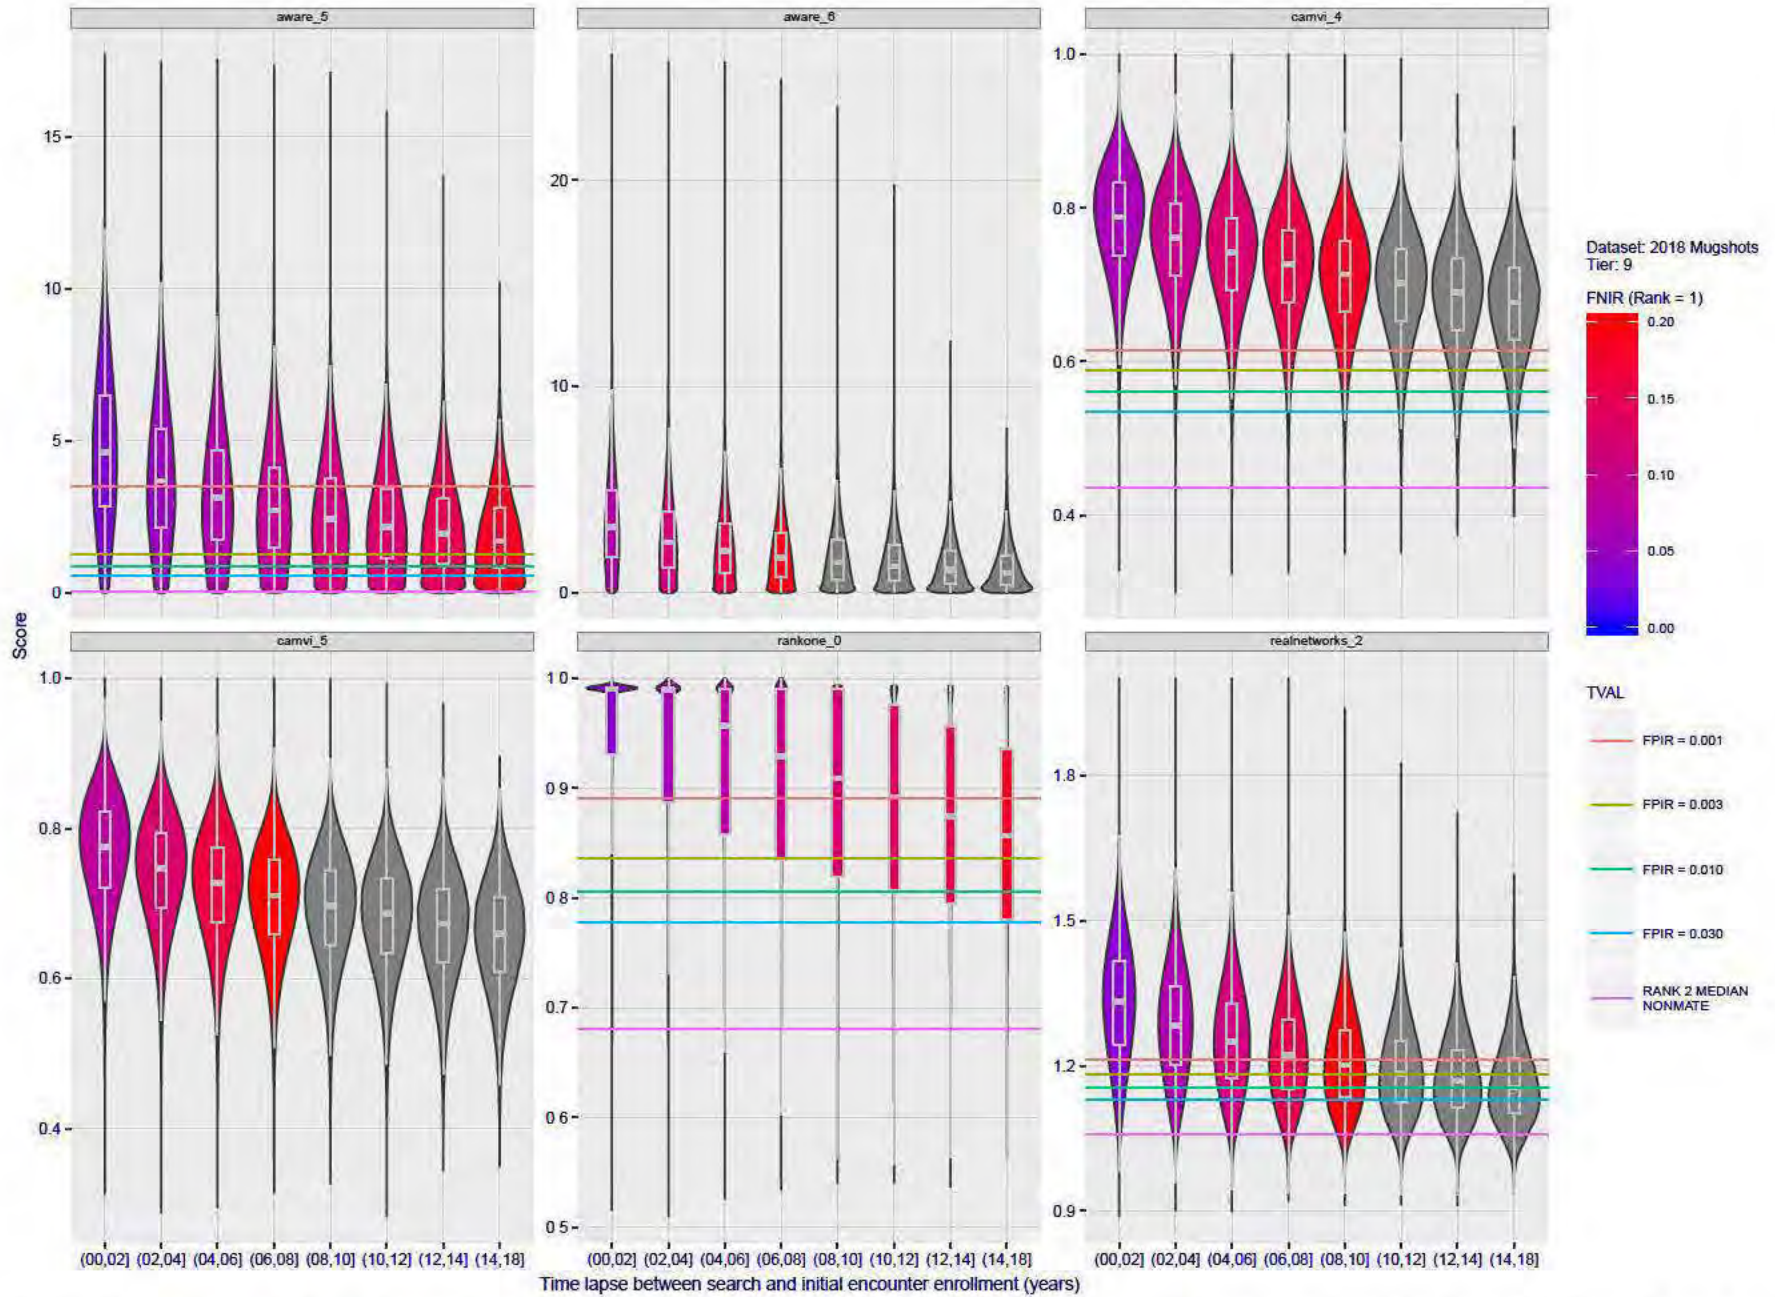 aware_5
aware_6
camvi_4
15
10
5
0
20
10
0
1.0
0.8
0.6
0.4
Score
camvi_5
rankone_0
realnetworks_2
1.0
0.8
0.6
0.4
1 0
0 9
0 8
0 7
0 6
0 5
1.8
1.5
1.2
0.9
(00,02] (02,04] (04,06] (06,08] (08,10] (10,12] (12,14] (14,18]
(00,02] (02,04] (04,06] (06,08] (08,10] (10,12] (12,14] (14,18]
(00,02] (02,04] (04,06] (06,08] (08,10] (10,12] (12,14] (14,18]
Time lapse between search and initial encounter enrollment (years)
Dataset: 2018 Mugshots
Tier: 9
FNIR (Rank = 1)
0.20
0.15
0.10
0.05
0.00
TVAL
FPIR = 0.001
FPIR = 0.003
FPIR = 0.010
FPIR = 0.030
RANK 2 MEDIAN
NONMATE